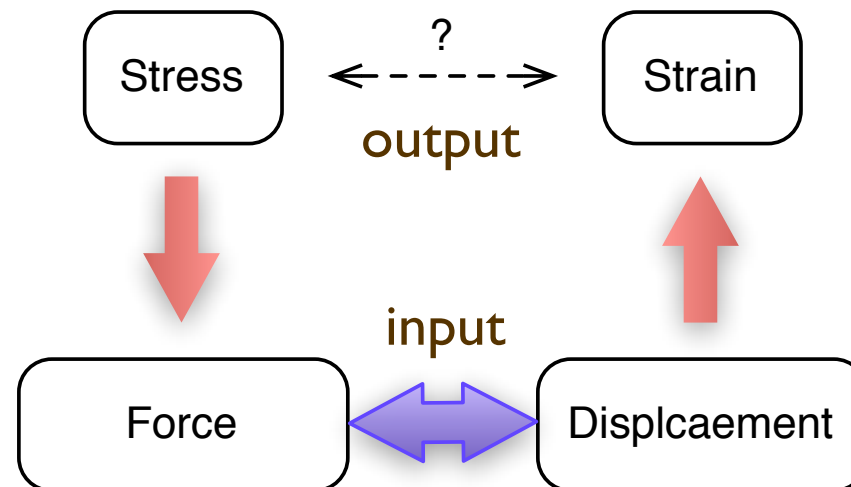 ?
Stress
Strain
output
input
Force
Displcaement